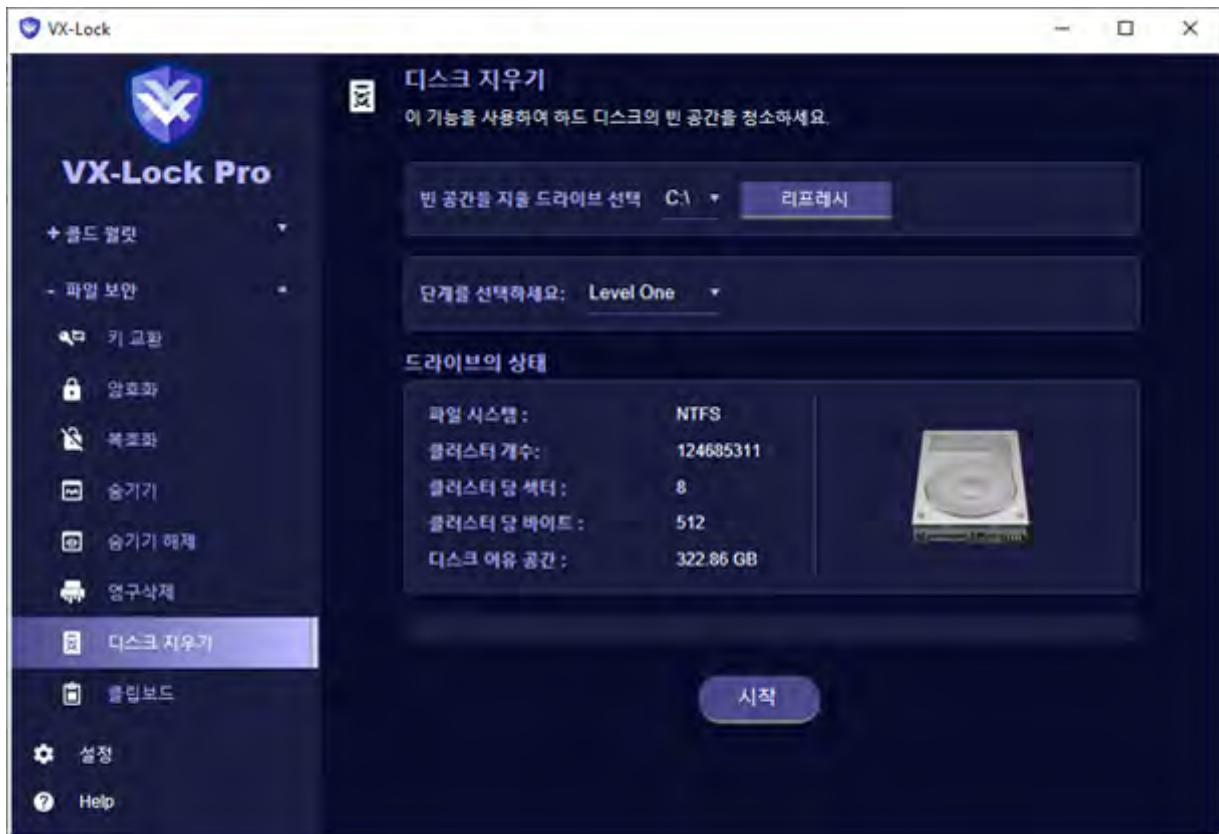 VX-Lock
VX-Lock Pro
+ 콜드 월릿
- 파일 보안
키 교환
암호화
복호화
숨기기
숨기기 해제
영구삭제
디스크 지우기
클립보드
설정
Help
디스크 지우기
이 기능을 사용하여 하드 디스크의 빈 공간을 청소하세요.
빈 공간을 지울 드라이브 선택 C:\ 리프레시
단계를 선택하세요: Level One
드라이브의 상태
파일 시스템 : NTFS
클러스터 개수: 124685311
클러스터 당 섹터 : 8
클러스터 당 바이트 : 512
디스크 여유 공간 : 322.86 GB
시작